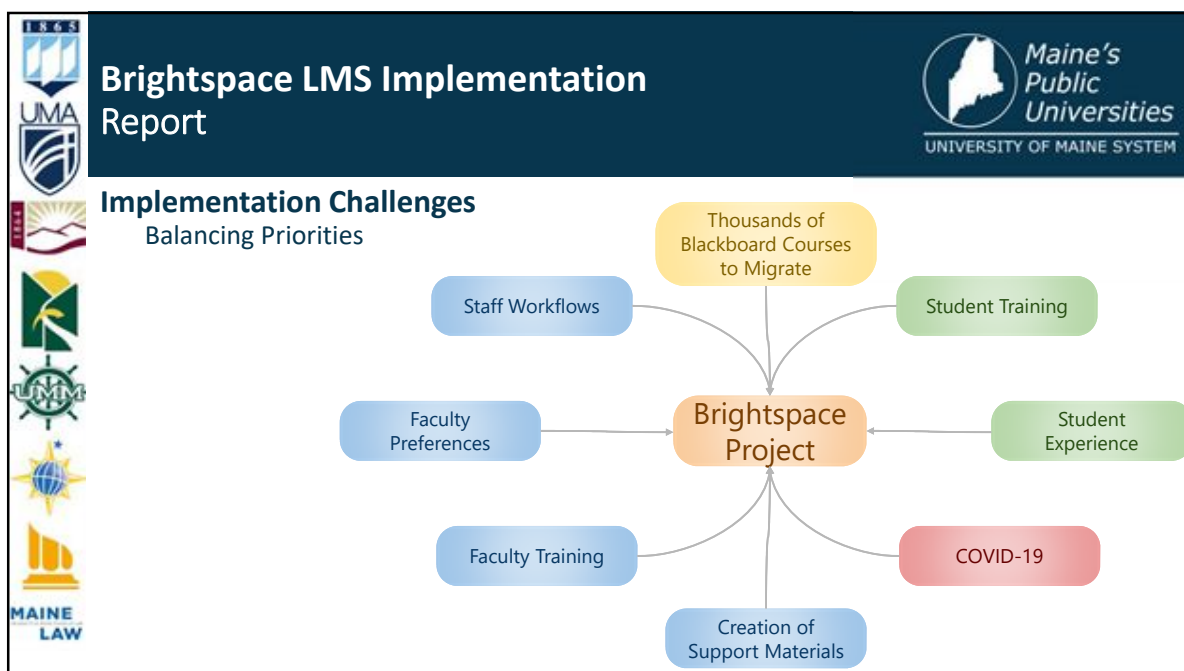 1865
UMA
1864
UMM
MAINE
LAW
Brightspace LMS Implementation
Report
Maine's
Public
Universities
UNIVERSITY OF MAINE SYSTEM
Implementation Challenges
Balancing Priorities
Thousands of
Blackboard Courses
to Migrate
Staff Workflows
Student Training
Faculty
Preferences
Brightspace
Project
Student
Experience
Faculty Training
COVID-19
Creation of
Support Materials